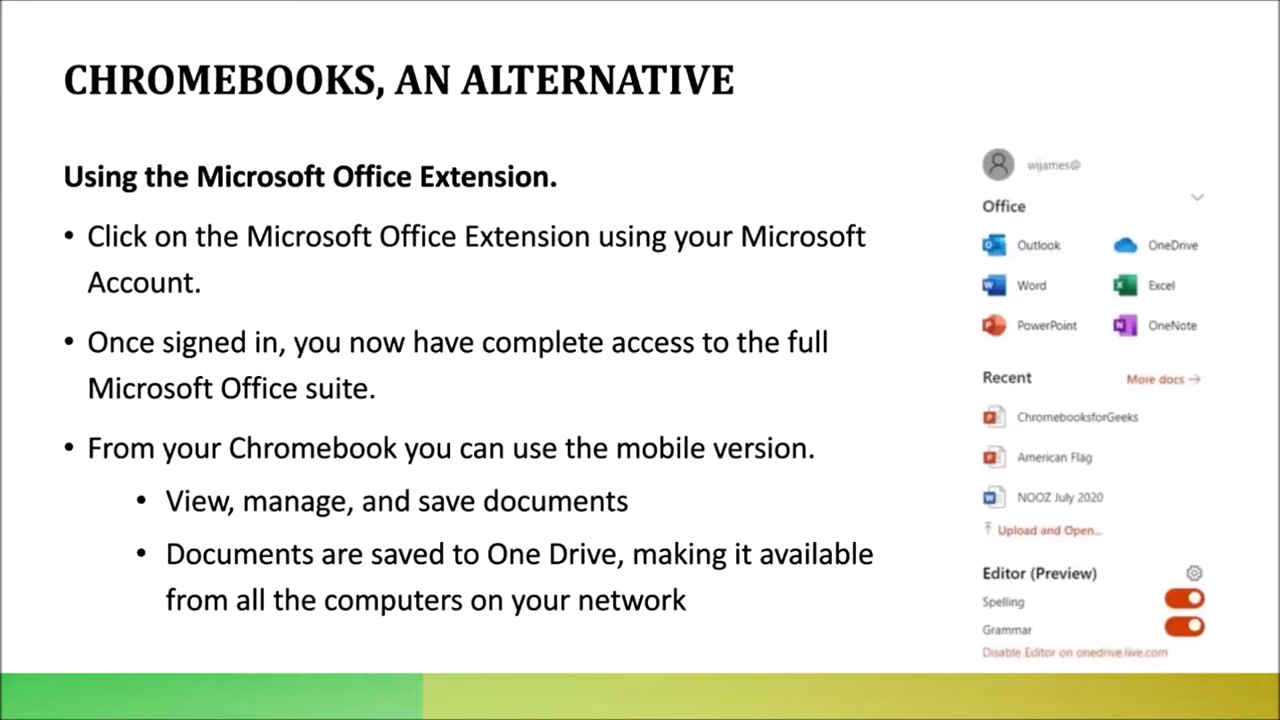 CHROMEBOOKS, AN ALTERNATIVE
Using the Microsoft Office Extension.
• Click on the Microsoft Office Extension using your Microsoft
Account.
• Once signed in, you now have complete access to the full
Microsoft Office suite.
• From your Chromebook you can use the mobile version.
• View, manage, and save documents
• Documents are saved to One Drive, making it available
from all the computers on your network
wijames@
Office
Outlook OneDrive
Word Excel
PowerPoint OneNote
Recent More docs →
ChromebooksforGeeks
American Flag
NOOZ July 2020
Upload and Open...
Editor (Preview)
Spelling
Grammar
Disable Editor on onedrive.live.com